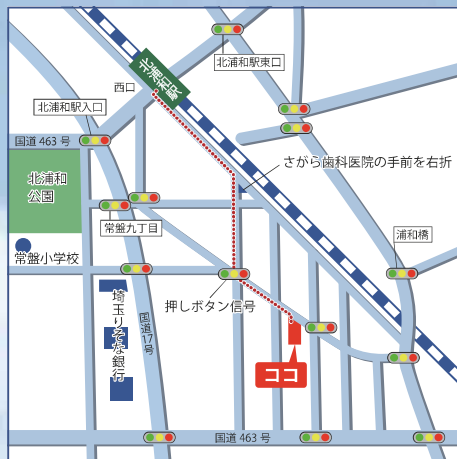 北浦和駅
北浦和駅東口
西口
北浦和駅入口
国道 463 号
さがら歯科医院の手前を右折
北浦和
公園
常盤九丁目
浦和橋
常盤小学校
押しボタン信号
埼玉りそな銀行
国道17号
ココ
国道 463 号